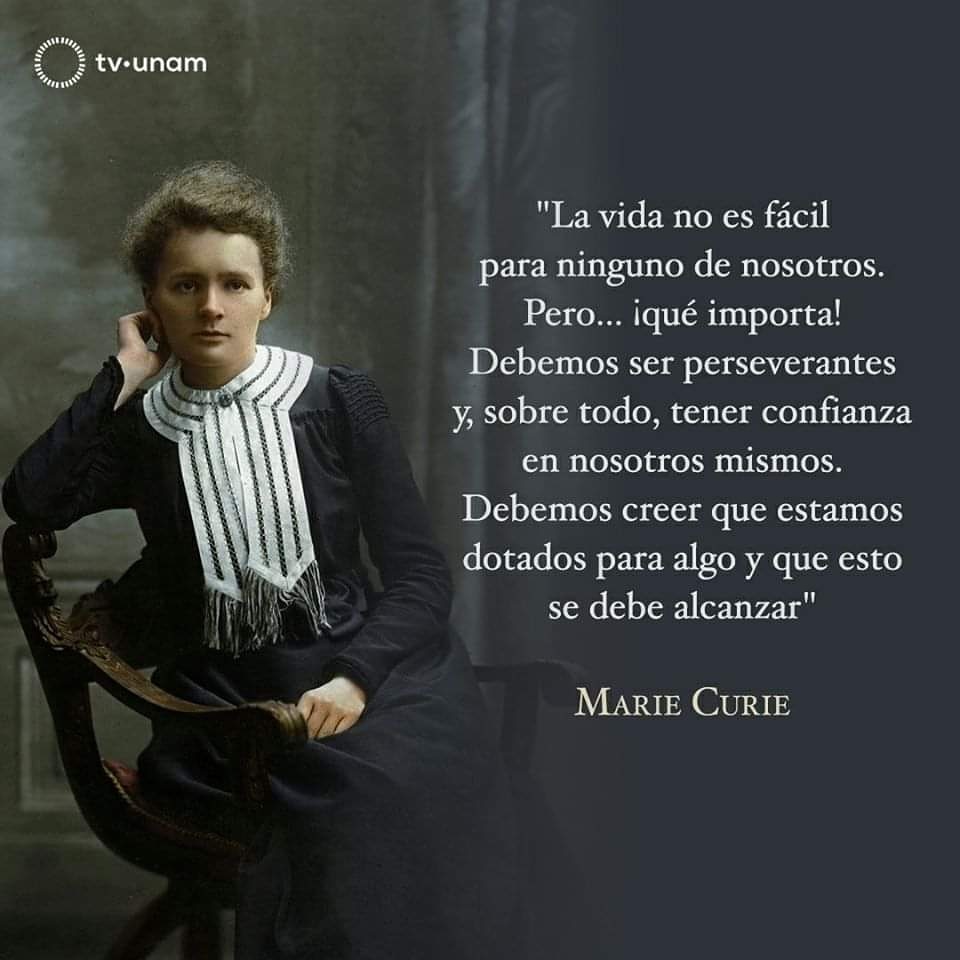 tv•unam
"La vida no es fácil
para ninguno de nosotros.
Pero... ¡qué importa!
Debemos ser perseverantes
y, sobre todo, tener confianza
en nosotros mismos.
Debemos creer que estamos
dotados para algo y que esto
se debe alcanzar"
MARIE CURIE